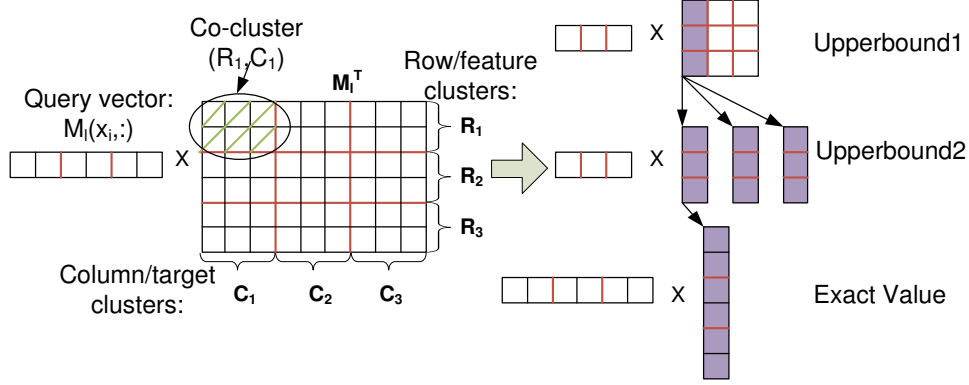 Co-cluster
(R1,C1)
Query vector:
Ml(xi,:)
X
MlT
Row/feature
clusters:
R1
R2
R3
Column/target
clusters:
C1
C2
C3
X
Upperbound1
X
Upperbound2
X
Exact Value